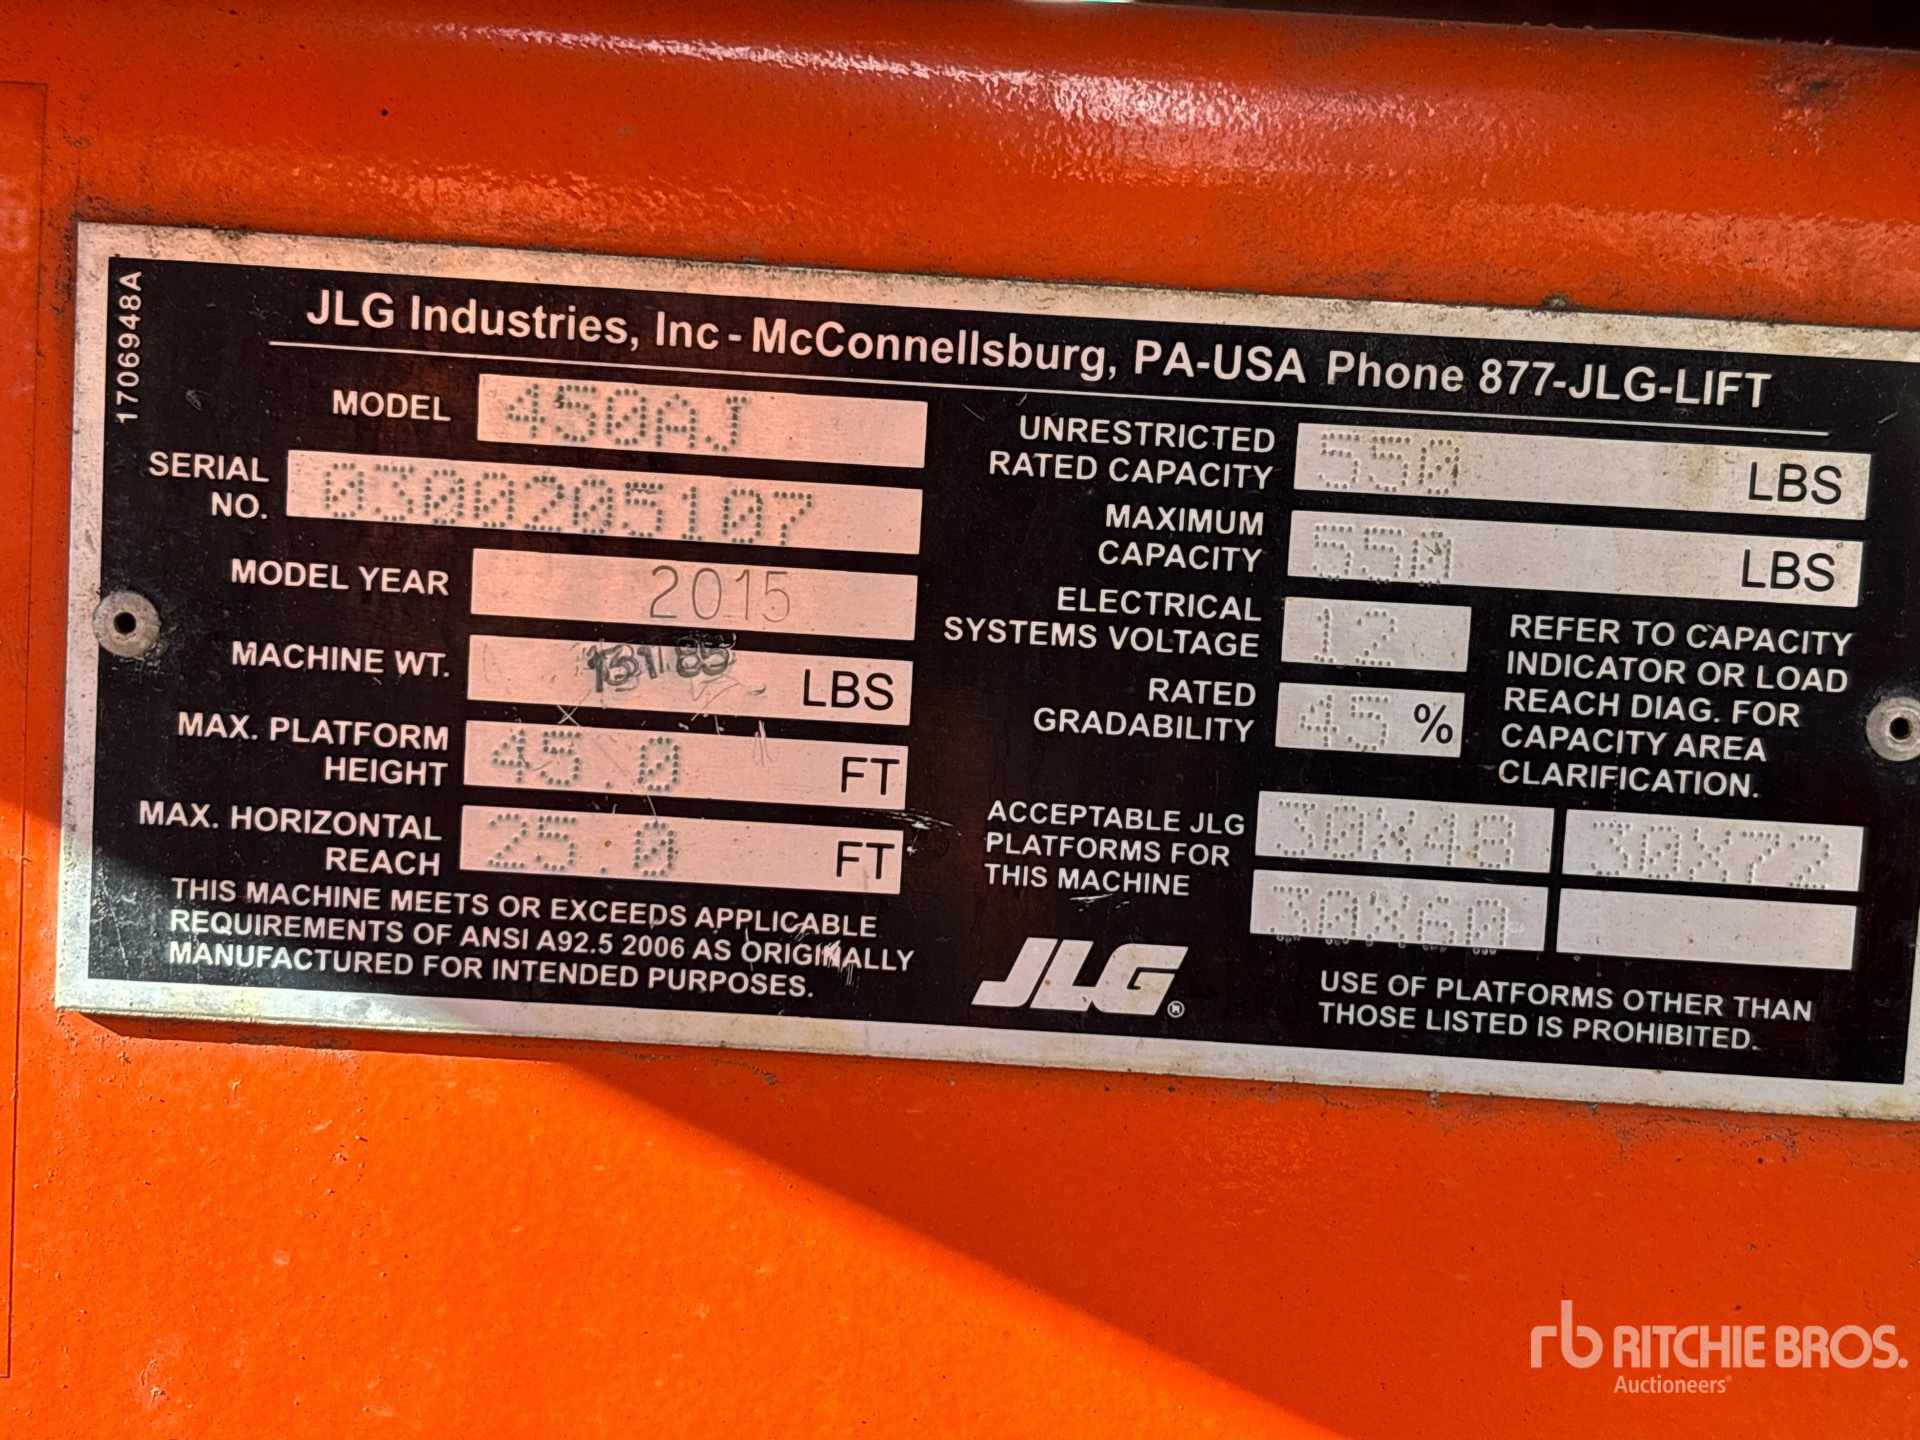 1706948A
JLG Industries, Inc - McConnellsburg, PA-USA Phone 877-JLG-LIFT
MODEL 450AJ
SERIAL
NO. 0300205107
MODEL YEAR 2015
MACHINE WT. LBS
MAX. PLATFORM
HEIGHT 45.0 FT
MAX. HORIZONTAL
REACH 25.0 FT
THIS MACHINE MEETS OR EXCEEDS APPLICABLE
REQUIREMENTS OF ANSI A92.5 2006 AS ORIGINALLY
MANUFACTURED FOR INTENDED PURPOSES.
UNRESTRICTED
RATED CAPACITY 550 LBS
MAXIMUM
CAPACITY 550 LBS
ELECTRICAL
SYSTEMS VOLTAGE 12
RATED
GRADABILITY 45 %
REFER TO CAPACITY
INDICATOR OR LOAD
REACH DIAG. FOR
CAPACITY AREA
CLARIFICATION.
ACCEPTABLE JLG
PLATFORMS FOR
THIS MACHINE
30X48 30X72
30X60
JLG®
USE OF PLATFORMS OTHER THAN
THOSE LISTED IS PROHIBITED.
rb RITCHIE BROS.
Auctioneers®